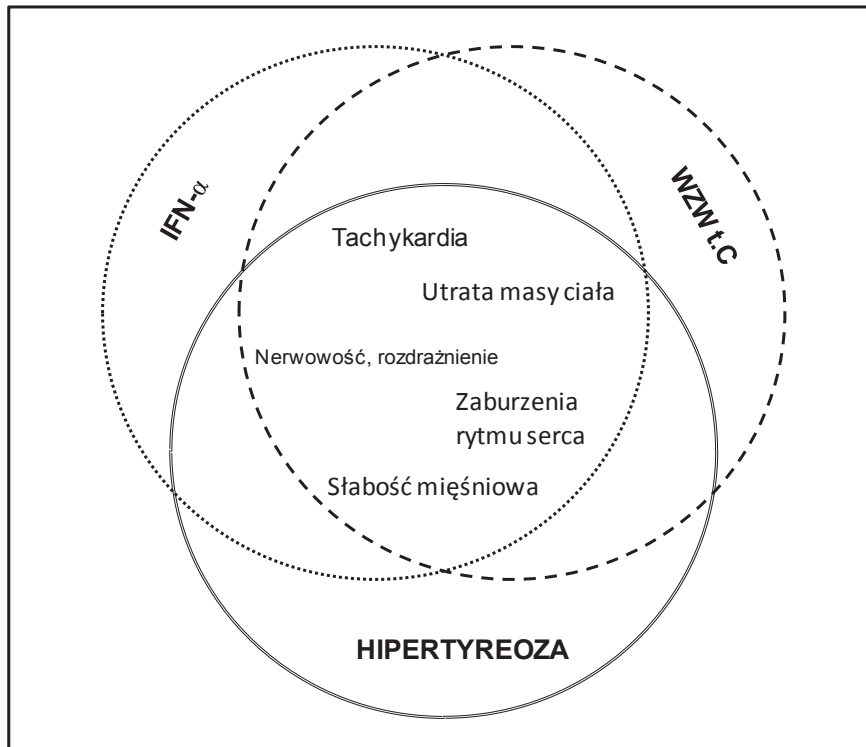 IFN-α
WZW t.C
Tachykardia
Utrata masy ciała
Nerwowość, rozdrażnienie
Zaburzenia
rytmu serca
Słabość mięśniowa
HIPERTYREOZA